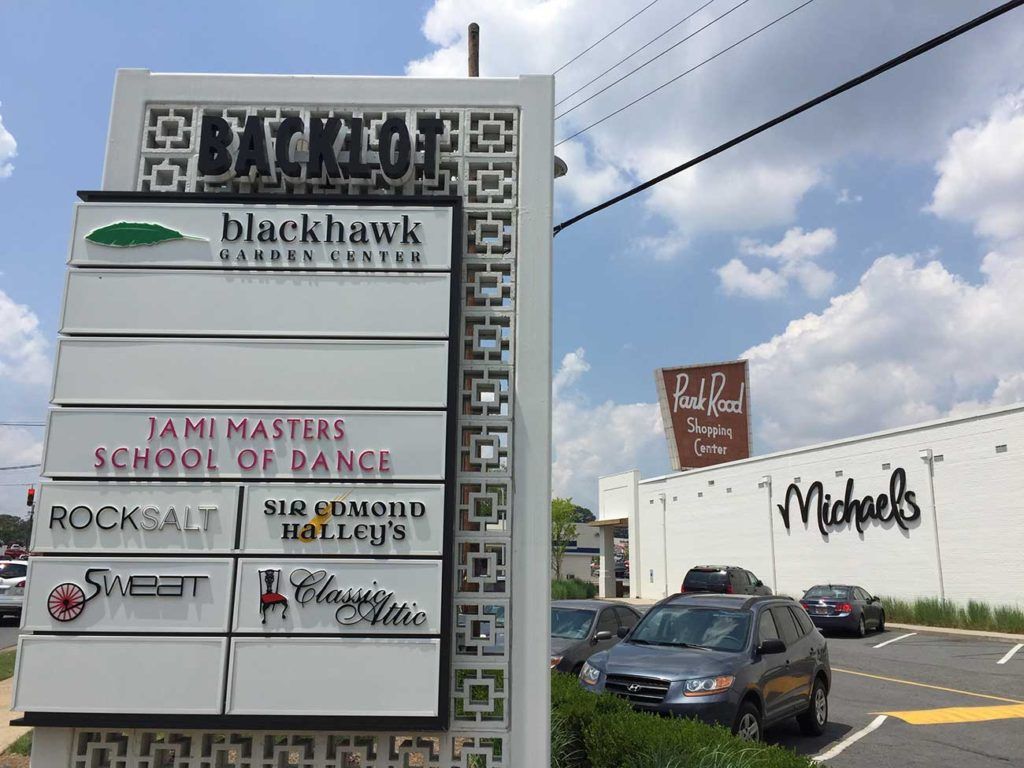 BACKLOT
blackhawk
GARDEN CENTER
JAMI MASTERS
SCHOOL OF DANCE
ROCKSALT
SIR EDMOND
HALLEY'S
SWEAT
Classic
Attic
Park Road
Shopping
Center
Michaels